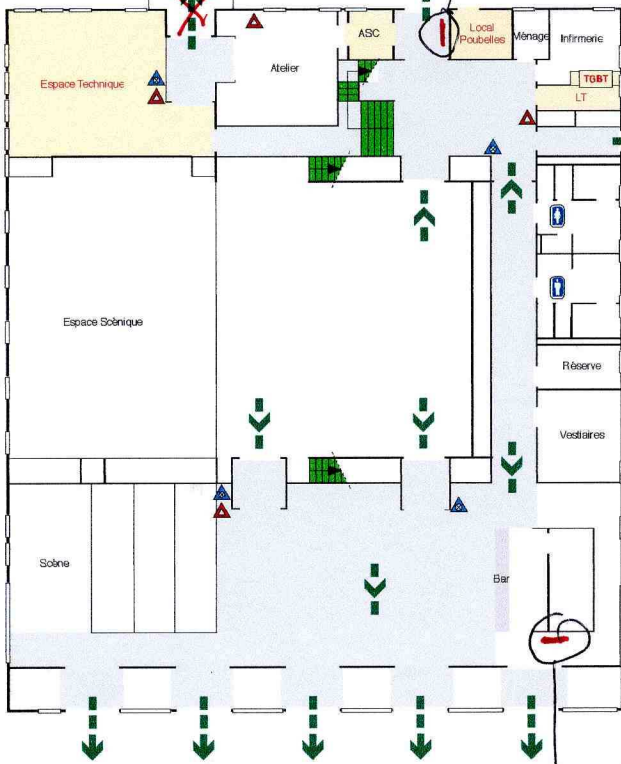 ASC
Local
Poubelles
Ménage
Infirmerie
Espace Technique
Atelier
TGBT
LT
Espace Scènique
Réserve
Vestiaires
Scène
Bar